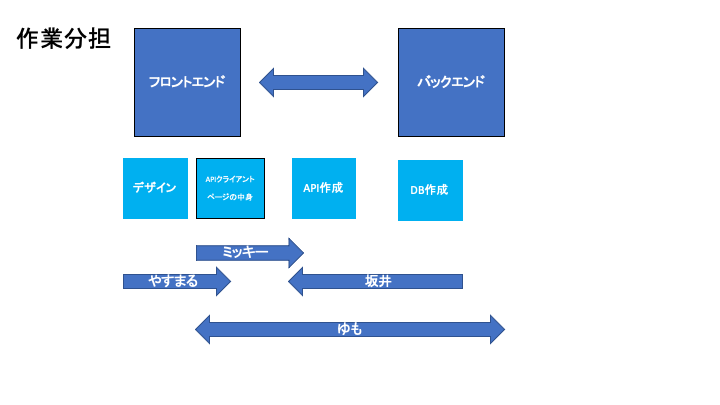 作業分担
フロントエンド
バックエンド
デザイン
APIクライアント
ページの中身
API作成
DB作成
ミッキー
やすまる
坂井
ゆも